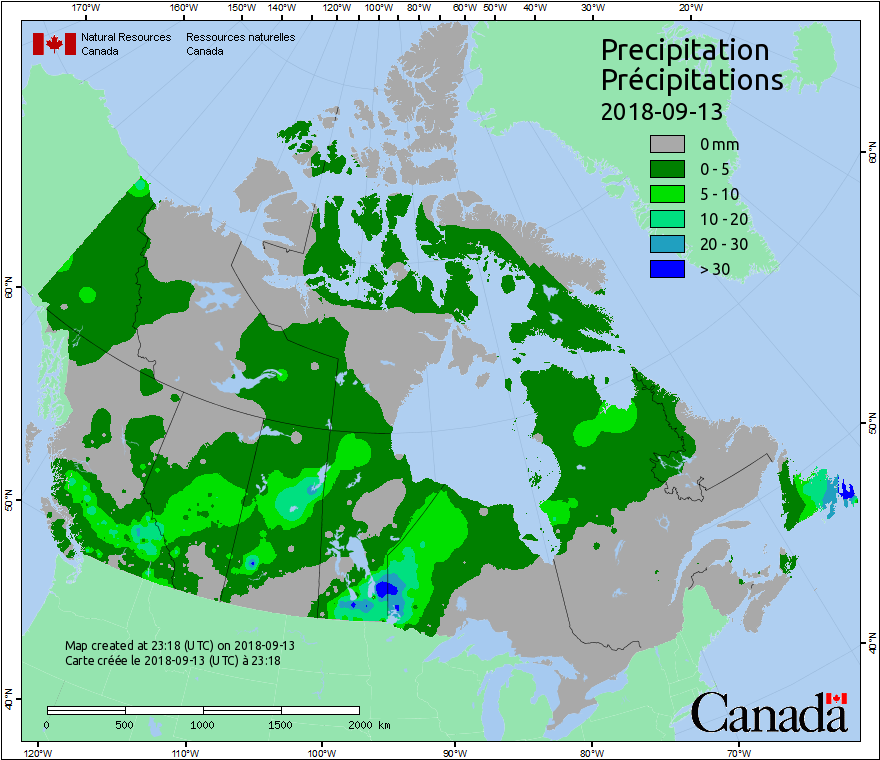 170°W 160°W 150°W 140°W 130°W 120°W 110°W 100°W 90°W 80°W 60°W 50°W 40°W 30°W 20°W
Natural Resources Ressources naturelles
Canada Canada
Precipitation
Précipitations
2018-09-13
0 mm
0 - 5
5 - 10
10 - 20
20 - 30
> 30
60°N
60°N
50°N
50°N
40°N
40°N
Map created at 23:18 (UTC) on 2018-09-13
Carte créée le 2018-09-13 (UTC) à 23:18
0 500 1000 1500 2000 km
Canada
120°W 110°W 100°W 90°W 80°W 70°W